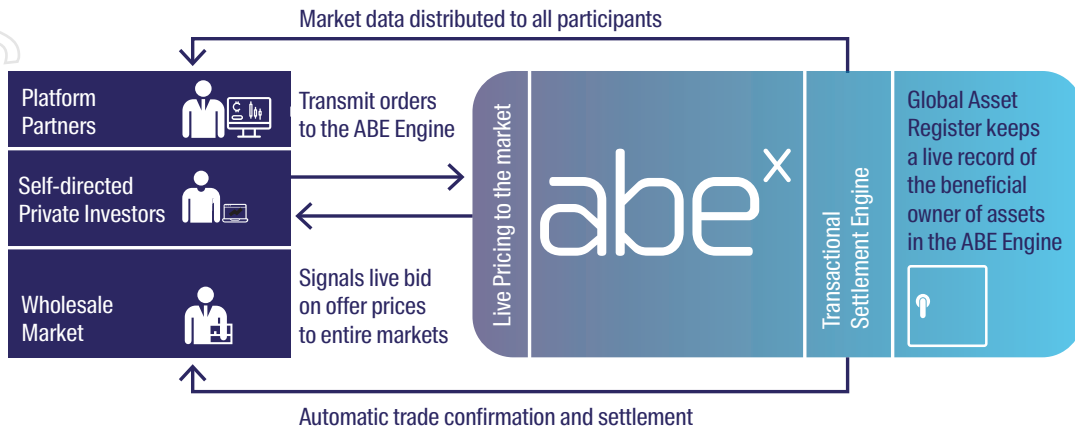 Market data distributed to all participants
Platform
Partners
Transmit orders
to the ABE Engine
Self-directed
Private Investors
Wholesale
Market
Signals live bid
on offer prices
to entire markets
Live Pricing to the market
abe x
Transactional
Settlement Engine
Global Asset
Register keeps
a live record of
the beneficial
owner of assets
in the ABE Engine
Automatic trade confirmation and settlement